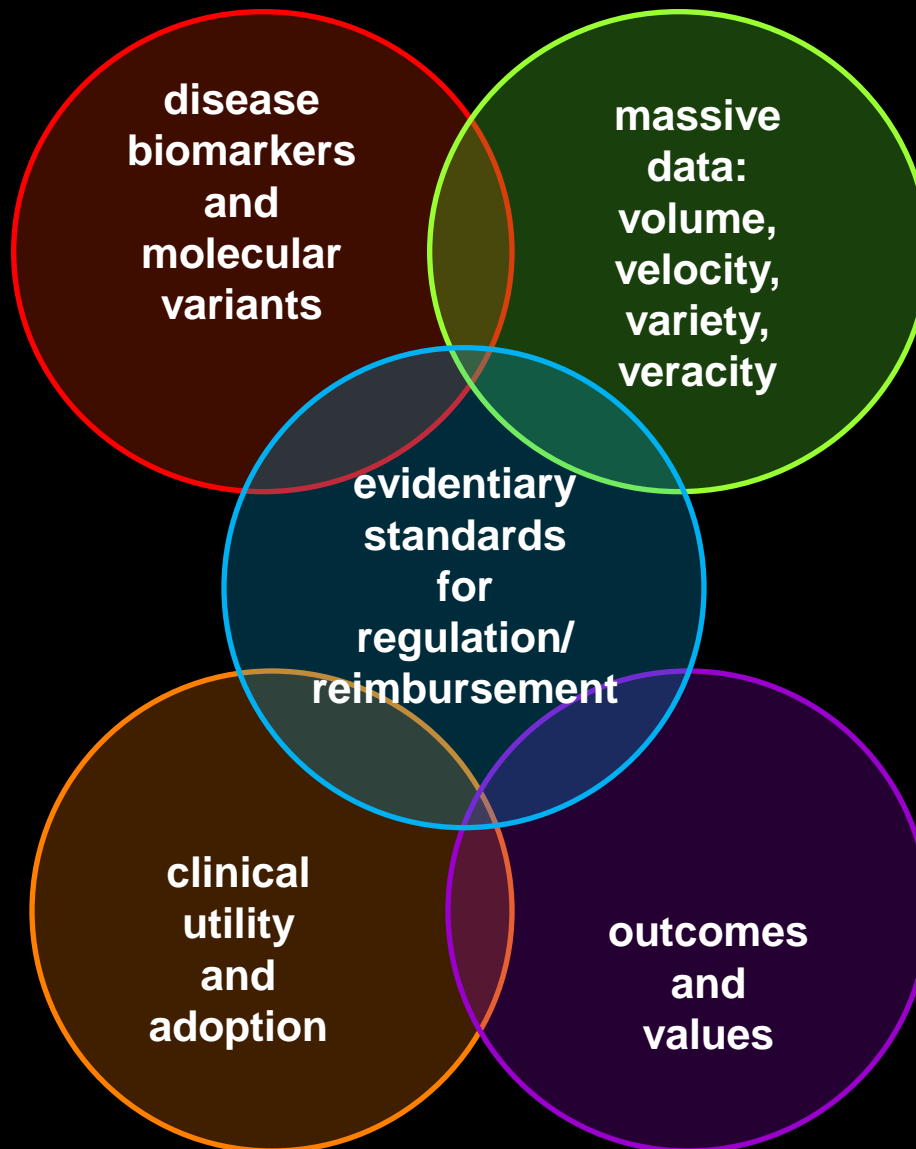 disease
biomarkers
and
molecular
variants
massive
data:
volume,
velocity,
variety,
veracity
evidentiary
standards
for
regulation/
reimbursement
clinical
utility
and
adoption
outcomes
and
values